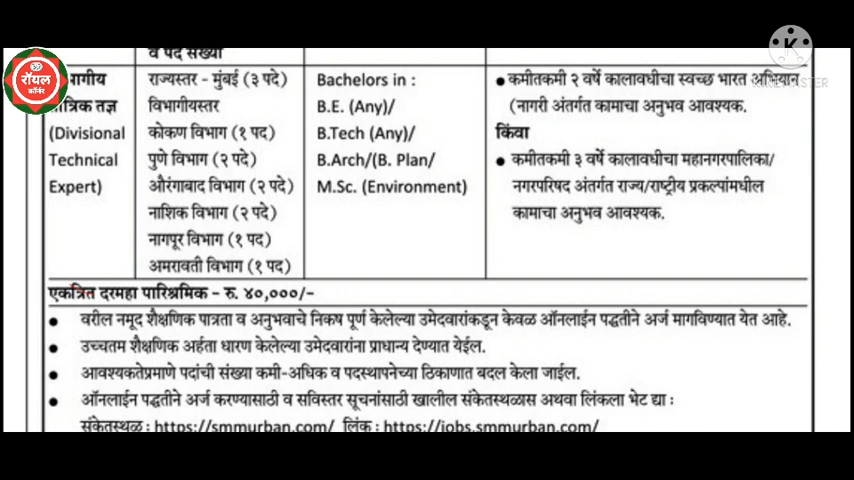 रॉयल
कॉर्नर
K
व पद संख्या
तांत्रिक तज्ञ
(Divisional
Technical
Expert)
राज्यस्तर - मुंबई (३ पदे)
विभागीयस्तर
कोकण विभाग (१ पद)
पुणे विभाग (२ पदे)
औरंगाबाद विभाग (२ पदे)
नाशिक विभाग (२ पदे)
नागपूर विभाग (१ पद)
अमरावती विभाग (१ पद)
Bachelors in :
B.E. (Any)/
B.Tech (Any)/
B.Arch/(B. Plan/
M.Sc. (Environment)
● कमीतकमी २ वर्षे कालावधीचा स्वच्छ भारत अभियान
(नागरी अंतर्गत कामाचा अनुभव आवश्यक.
किंवा
● कमीतकमी ३ वर्षे कालावधीचा महानगरपालिका/
नगरपरिषद अंतर्गत राज्य/राष्ट्रीय प्रकल्पांमधील
कामाचा अनुभव आवश्यक.
एकत्रित दरमहा पारिश्रमिक - रु. ४०,०००/-
● वरील नमूद शैक्षणिक पात्रता व अनुभवाचे निकष पूर्ण केलेल्या उमेदवारांकडून केवळ ऑनलाईन पद्धतीने अर्ज मागविण्यात येत आहे.
● उच्चतम शैक्षणिक अर्हता धारण केलेल्या उमेदवारांना प्राधान्य देण्यात येईल.
● आवश्यकतेप्रमाणे पदांची संख्या कमी-अधिक व पदस्थापनेच्या ठिकाणात बदल केला जाईल.
● ऑनलाईन पद्धतीने अर्ज करण्यासाठी व सविस्तर सूचनांसाठी खालील संकेतस्थळास अथवा लिंकला भेट द्या :
संकेतस्थळ : https://smmurban.com/ लिंक : https://jobs.smmurban.com/